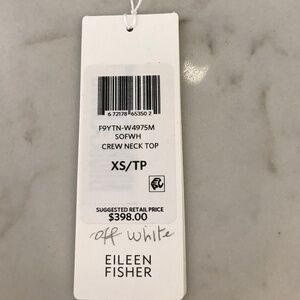 6 72178 65350 2
F9YTN-W4975M
SOFWH
CREW NECK TOP
XS/TP
SUGGESTED RETAIL PRICE
$398.00
off white
EILEEN
FISHER